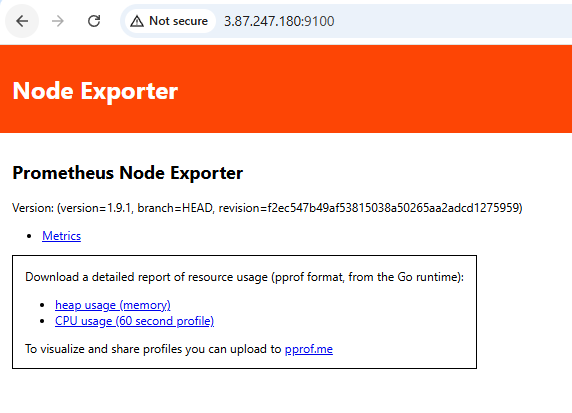 Not secure 3.87.247.180:9100
Node Exporter
Prometheus Node Exporter
Version: (version=1.9.1, branch=HEAD, revision=f2ec547b49af53815038a50265aa2adcd1275959)
Metrics
Download a detailed report of resource usage (pprof format, from the Go runtime):
heap usage (memory)
CPU usage (60 second profile)
To visualize and share profiles you can upload to pprof.me